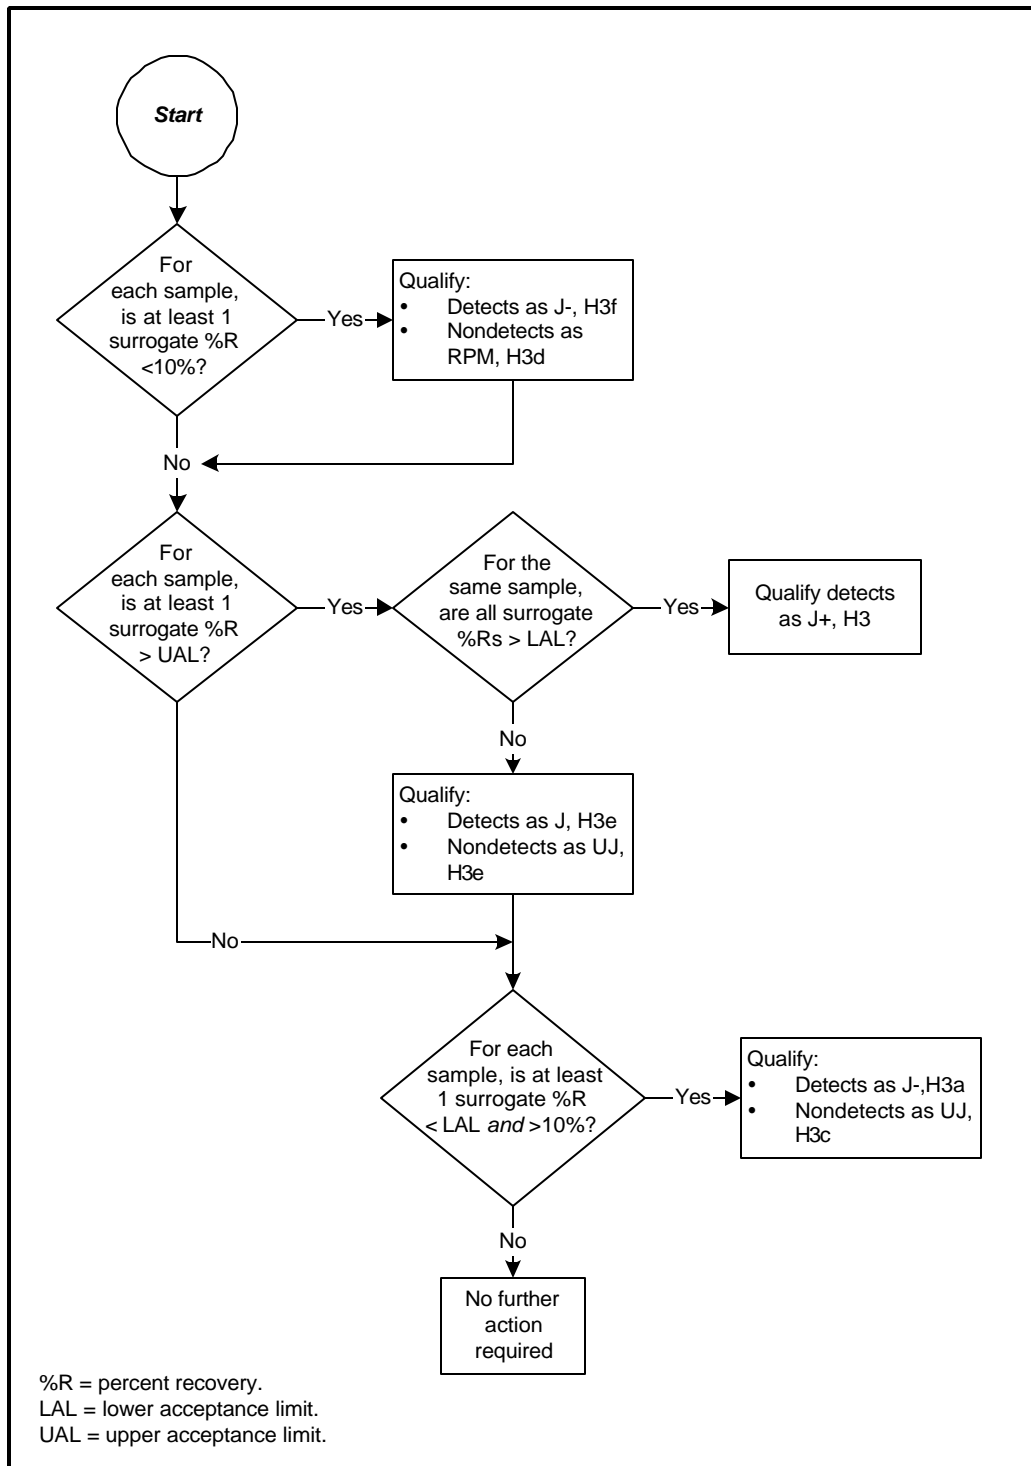 Start
For
each sample,
is at least 1
surrogate %R
<10%?
Yes
Qualify:
• Detects as J-, H3f
• Nondetects as
RPM, H3d
No
For
each sample,
is at least 1
surrogate %R
> UAL?
Yes
For the
same sample,
are all surrogate
%Rs > LAL?
Yes
Qualify detects
as J+, H3
No
Qualify:
• Detects as J, H3e
• Nondetects as UJ,
H3e
No
For each
sample, is at least
1 surrogate %R
< LAL and >10%?
Yes
Qualify:
• Detects as J-,H3a
• Nondetects as UJ,
H3c
No
No further
action
required
%R = percent recovery.
LAL = lower acceptance limit.
UAL = upper acceptance limit.